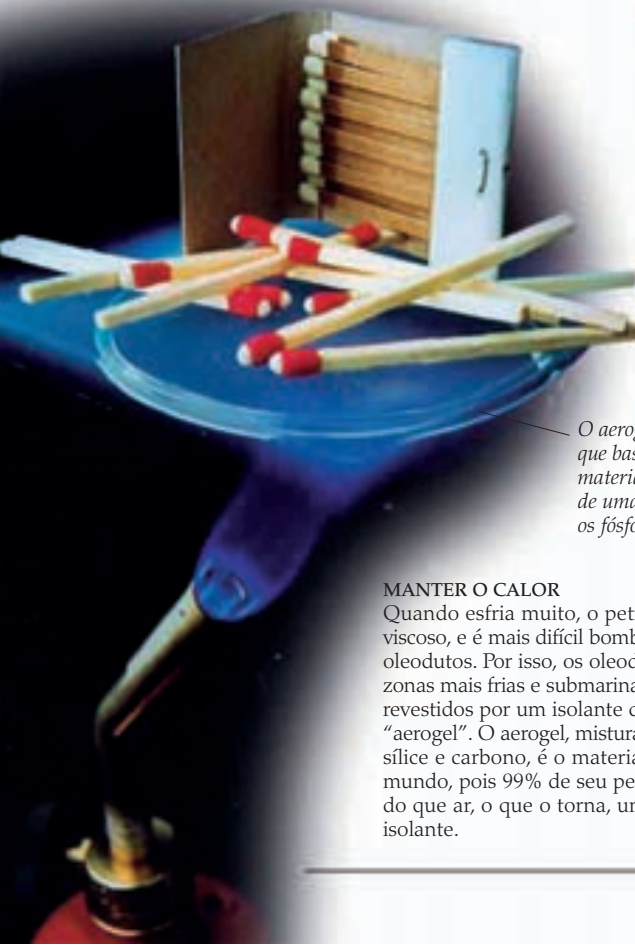 O aerog
que bas
materia
de uma
os fósfo
MANTER O CALOR
Quando esfria muito, o petr
viscoso, e é mais difícil bomb
oleodutos. Por isso, os oleod
zonas mais frias e submarina
revestidos por um isolante d
“aerogel”. O aerogel, mistura
sílice e carbono, é o materia
mundo, pois 99% de seu pe
do que ar, o que o torna, un
isolante.